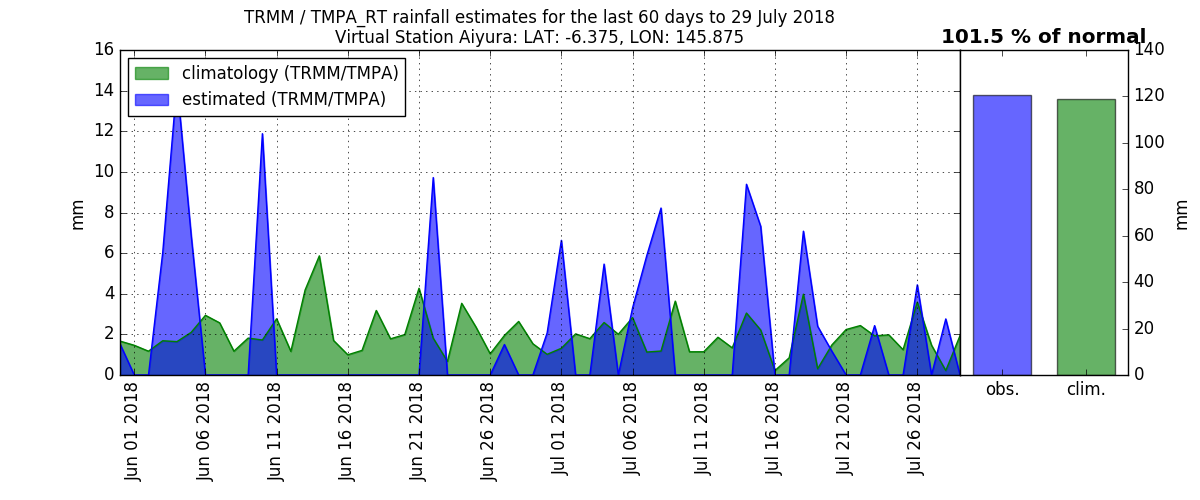 TRMM / TMPA_RT rainfall estimates for the last 60 days to 29 July 2018
Virtual Station Aiyura: LAT: -6.375, LON: 145.875
101.5 % of normal
climatology (TRMM/TMPA)
estimated (TRMM/TMPA)
mm
16
14
12
10
8
6
4
2
0
Jun 01 2018
Jun 06 2018
Jun 11 2018
Jun 16 2018
Jun 21 2018
Jun 26 2018
Jul 01 2018
Jul 06 2018
Jul 11 2018
Jul 16 2018
Jul 21 2018
Jul 26 2018
obs.
clim.
140
120
100
80
60
40
20
0
mm